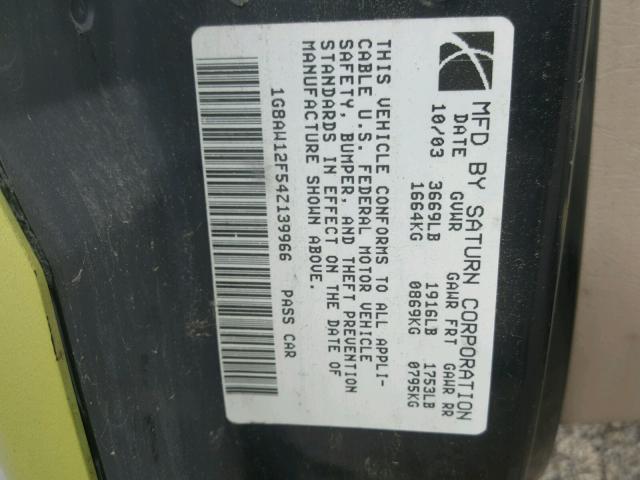 MFD BY SATURN CORPORATION
DATE GVWR GAWR FRT GAWR RR
10/03 3669LB 1916LB 1753LB
1664KG 0869KG 0795KG
THIS VEHICLE CONFORMS TO ALL APPLI-
CABLE U.S. FEDERAL MOTOR VEHICLE
SAFETY, BUMPER, AND THEFT PREVENTION
STANDARDS IN EFFECT ON THE DATE OF
MANUFACTURE SHOWN ABOVE.
1G8AW12F54Z139966 PASS CAR